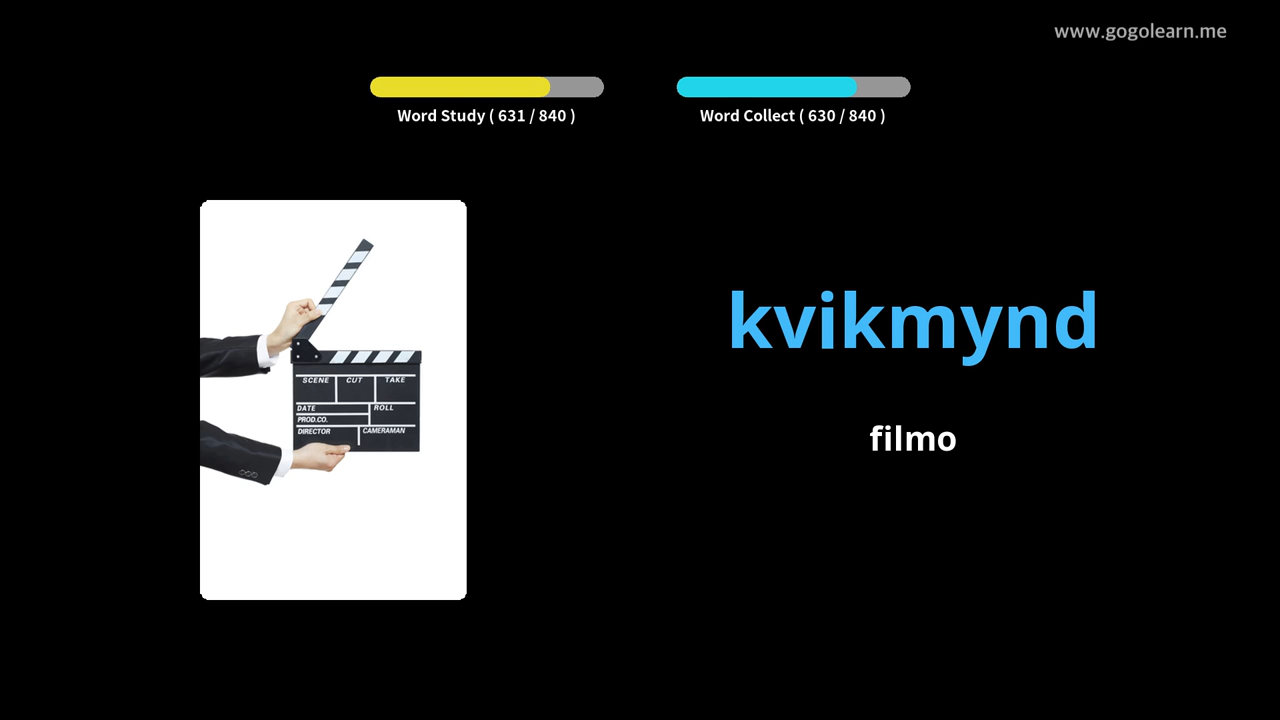 www.gogolearn.me
Word Study ( 631 / 840 )
Word Collect ( 630 / 840 )
kvikmynd
filmo
SCENE CUT TAKE
DATE ROLL
PROD.CO.
DIRECTOR CAMERAMAN